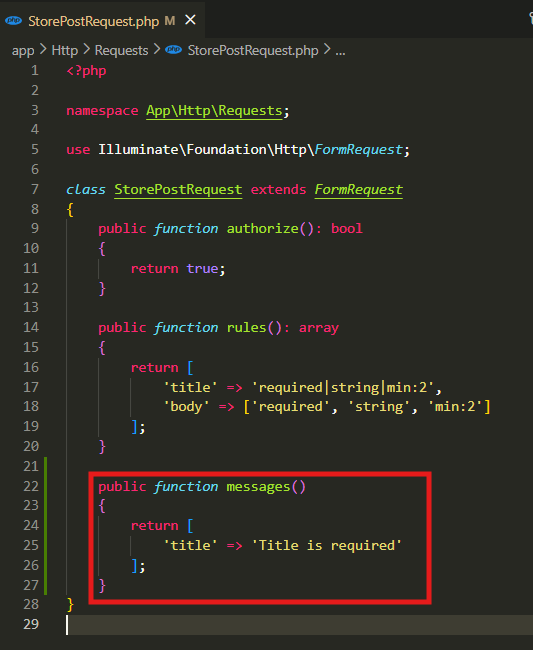 php StorePostRequest.php M ×
app > Http > Requests > php StorePostRequest.php > ...
1 <?php
2
3 namespace App\Http\Requests;
4
5 use Illuminate\Foundation\Http\FormRequest;
6
7 class StorePostRequest extends FormRequest
8 {
9     public function authorize(): bool
10     {
11         return true;
12     }
13
14     public function rules(): array
15     {
16         return [
17             'title' => 'required|string|min:2',
18             'body' => ['required', 'string', 'min:2']
19         ];
20     }
21
22     public function messages()
23     {
24         return [
25             'title' => 'Title is required'
26         ];
27     }
28 }
29